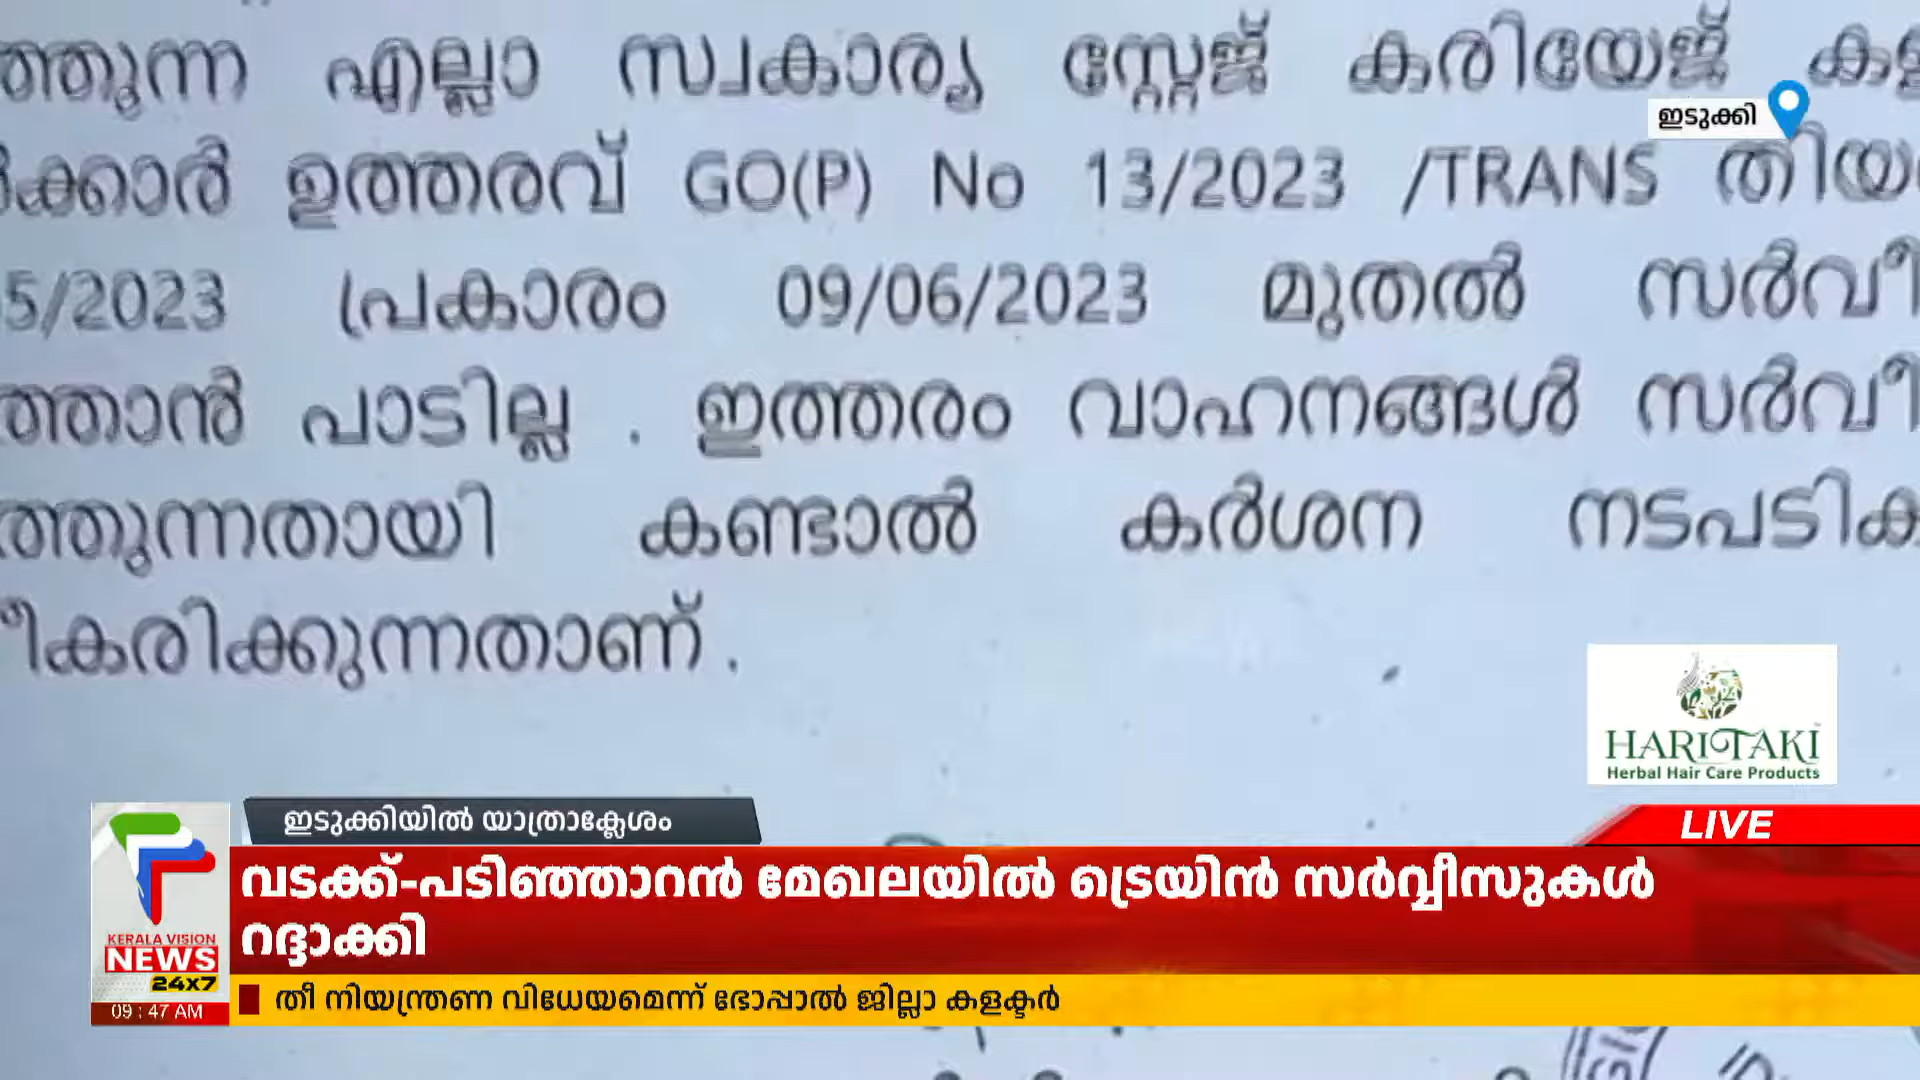 ത്തുന്ന എല്ലാ സ്വകാര്യ സ്റ്റേജ് കരിയേജ്
ഇടുക്കി
ർക്കാർ ഉത്തരവ് GO(P) No 13/2023 /TRANS തിയ
5/2023 പ്രകാരം 09/06/2023 മുതൽ സർവീ
ത്താൻ പാടില്ല . ഇത്തരം വാഹനങ്ങൾ സർവീ
ത്തുന്നതായി കണ്ടാൽ കർശന നടപടിക
ീകരിക്കുന്നതാണ് .
HARITAKI
Herbal Hair Care Products
ഇടുക്കിയിൽ യാത്രാക്ലേശം
LIVE
വടക്ക്-പടിഞ്ഞാറൻ മേഖലയിൽ ട്രെയിൻ സർവ്വീസുകൾ
റദ്ദാക്കി
KERALA VISION
NEWS
24x7
09 : 47 AM
തീ നിയന്ത്രണ വിധേയമെന്ന് ഭോപ്പാൽ ജില്ലാ കളക്ടർ